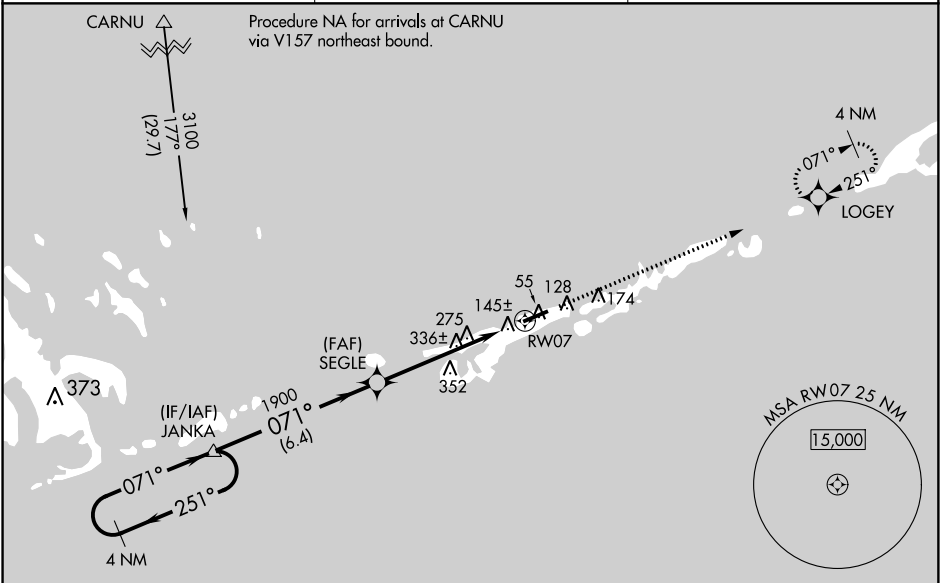 CARNU
Procedure NA for arrivals at CARNU
via V157 northeast bound.
3100
177°
(29.7)
4 NM
071°
251°
LOGEY
55
128
174
145±
275
336±
RW07
352
(FAF)
SEGLE
373
1900
071°
(6.4)
(IF/IAF)
JANKA
071°
251°
4 NM
MSA RW07 25 NM
15,000